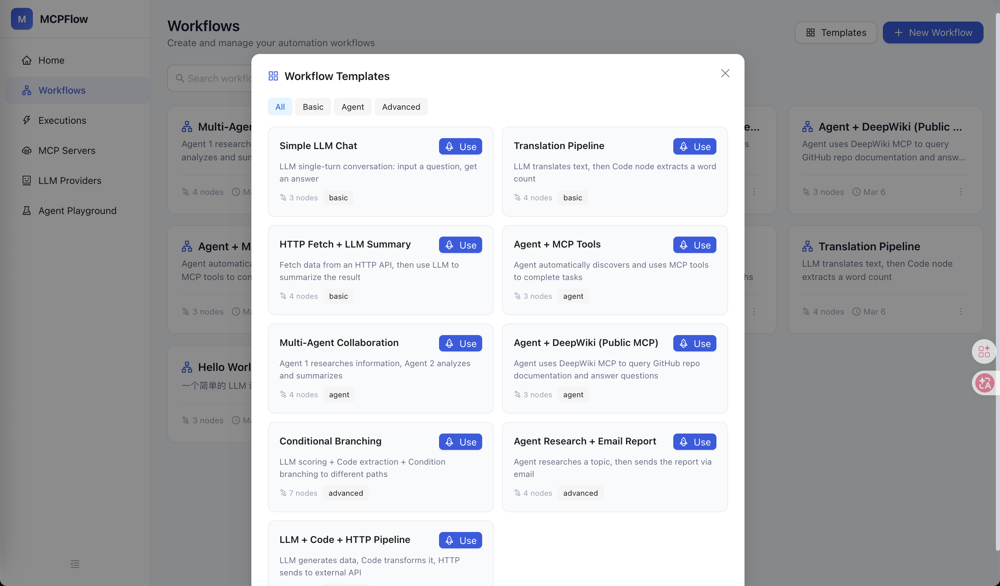 M MCPFlow
Home
Workflows
Executions
MCP Servers
LLM Providers
Agent Playground
Workflows
Create and manage your automation workflows
Templates
New Workflow
Search
Multi-Agen
Agent 1 research
analyzes and
4 nodes
Agent + DeepWiki (Public ...
Agent uses DeepWiki MCP to query
GitHub repo documentation and answ...
3 nodes Mar 6
Agent + M
Agent
MCP tools to
3 nodes
Translation Pipeline
LLM translates text, then Code node
extracts a word count
4 nodes Mar 6
Hello Worl
一个简单的 LLM
3 nodes
Workflow Templates
All Basic Agent Advanced
Simple LLM Chat
Use
LLM single-turn conversation: input a question, get
an answer
3 nodes basic
Translation Pipeline
Use
LLM translates text, then Code node extracts a word
count
4 nodes basic
HTTP Fetch + LLM Summary
Use
Fetch data from an HTTP API, then use LLM to
summarize the result
4 nodes basic
Agent + MCP Tools
Use
Agent automatically discovers and uses MCP tools
to complete tasks
3 nodes agent
Multi-Agent Collaboration
Use
Agent 1 researches information, Agent 2 analyzes
and summarizes
4 nodes agent
Agent + DeepWiki (Public MCP)
Use
Agent uses DeepWiki MCP to query GitHub repo
documentation and answer questions
3 nodes agent
Conditional Branching
Use
LLM scoring + Code extraction + Condition
branching to different paths
7 nodes advanced
Agent Research + Email Report
Use
Agent researches a topic, then sends the report via
email
4 nodes advanced
LLM + Code + HTTP Pipeline
Use
LLM generates data, Code transforms it, HTTP
sends to external API